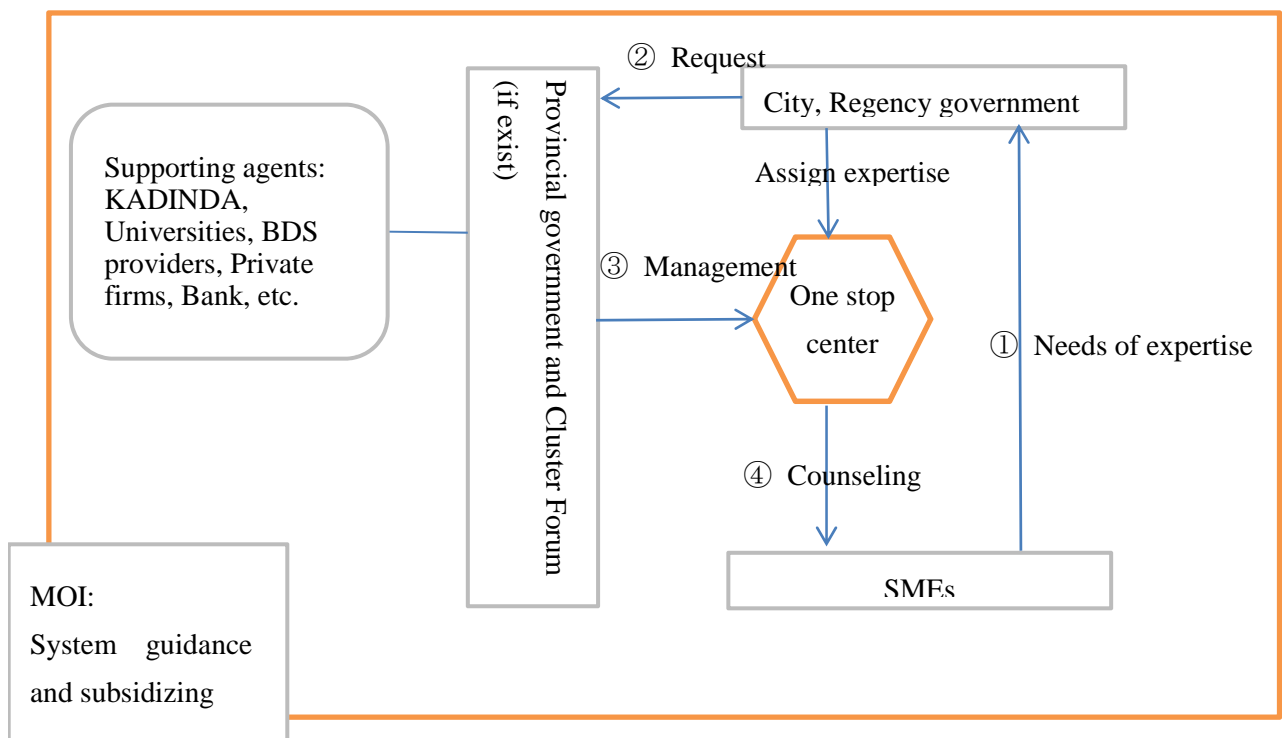 ② Request
City, Regency government
Provincial government and Cluster Forum
(if exist)
Supporting agents:
KADINDA,
Universities, BDS
providers, Private
firms, Bank, etc.
Assign expertise
③ Management
One stop
center
① Needs of expertise
④ Counseling
SMEs
MOI:
System guidance
and subsidizing